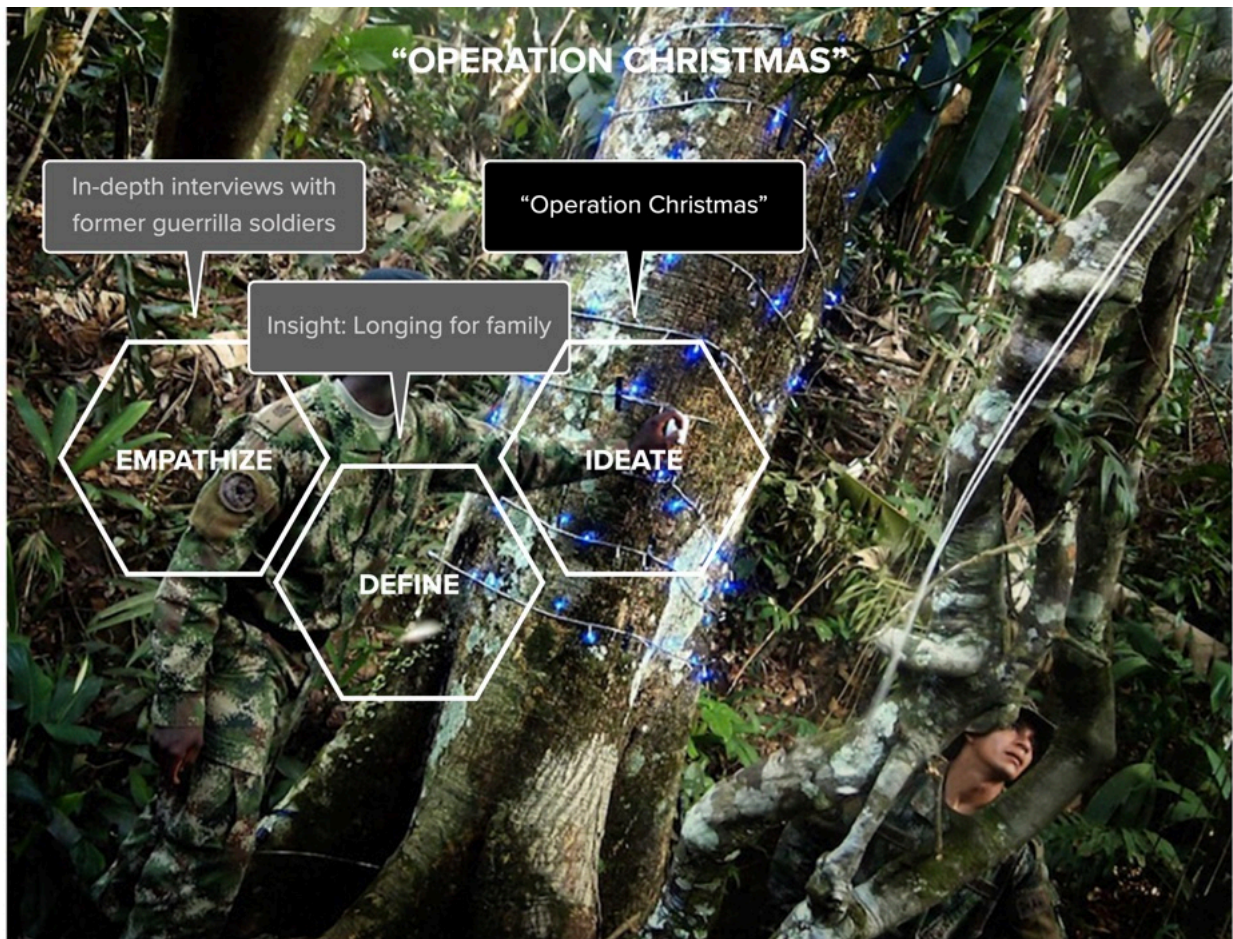 “OPERATION CHRISTMAS”
In-depth interviews with
former guerrilla soldiers
“Operation Christmas”
Insight: Longing for family
EMPATHIZE
IDEATE
DEFINE